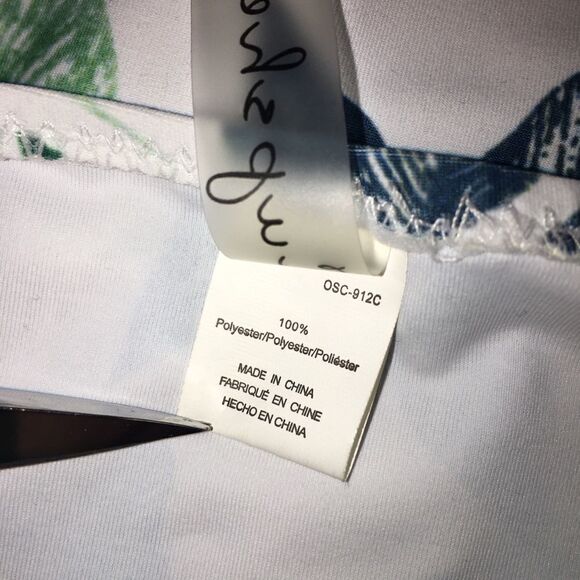 OSC-912C
100%
Polyester/Polyester/Poliéster
MADE IN CHINA
FABRIQUÉ EN CHINE
HECHO EN CHINA